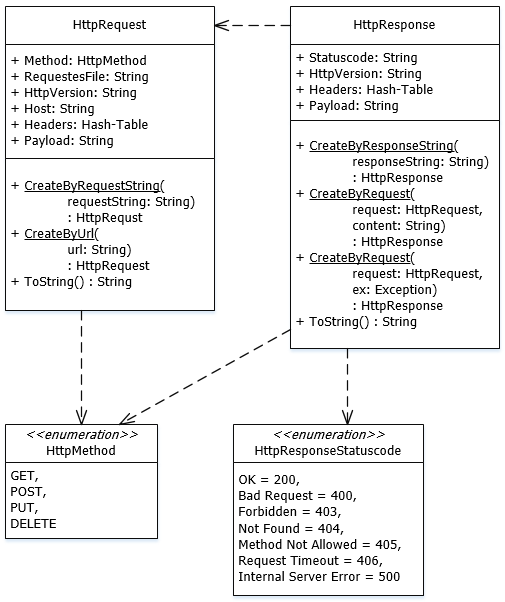 HttpRequest
+ Method: HttpMethod
+ RequestesFile: String
+ HttpVersion: String
+ Host: String
+ Headers: Hash-Table
+ Payload: String
+ CreateByRequestString(
requestString: String)
: HttpRequst
+ CreateByUrl(
url: String)
: HttpRequest
+ ToString() : String
HttpResponse
+ Statuscode: String
+ HttpVersion: String
+ Headers: Hash-Table
+ Payload: String
+ CreateByResponseString(
responseString: String)
: HttpResponse
+ CreateByRequest(
request: HttpRequest,
content: String)
: HttpResponse
+ CreateByRequest(
request: HttpRequest,
ex: Exception)
: HttpResponse
+ ToString() : String
<<enumeration>>
HttpMethod
GET,
POST,
PUT,
DELETE
<<enumeration>>
HttpResponseStatuscode
OK = 200,
Bad Request = 400,
Forbidden = 403,
Not Found = 404,
Method Not Allowed = 405,
Request Timeout = 406,
Internal Server Error = 500